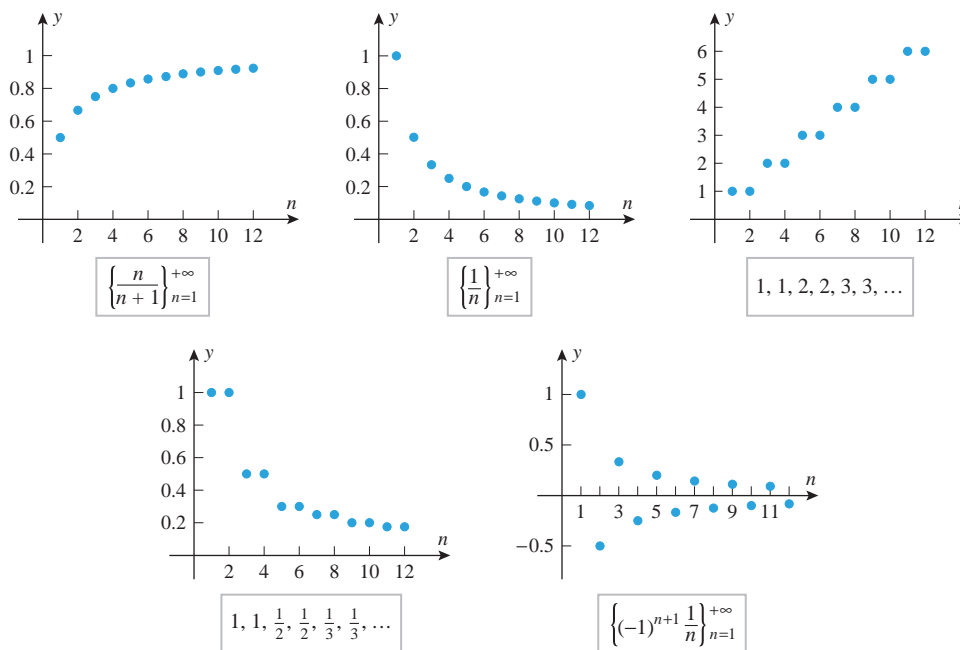 y
1
0.8
0.6
0.4
0.2
n
2 4 6 8 10 12
{n/(n + 1)}_{n=1}^{+∞}
y
1
0.8
0.6
0.4
0.2
n
2 4 6 8 10 12
{1/n}_{n=1}^{+∞}
y
6
5
4
3
2
1
2 4 6 8 10 12
1, 1, 2, 2, 3, 3, …
y
1
0.8
0.6
0.4
0.2
n
2 4 6 8 10 12
1, 1, 1/2, 1/2, 1/3, 1/3, …
y
1
0.5
n
1 3 5 7 9 11
−0.5
{(−1)^{n+1} 1/n}_{n=1}^{+∞}